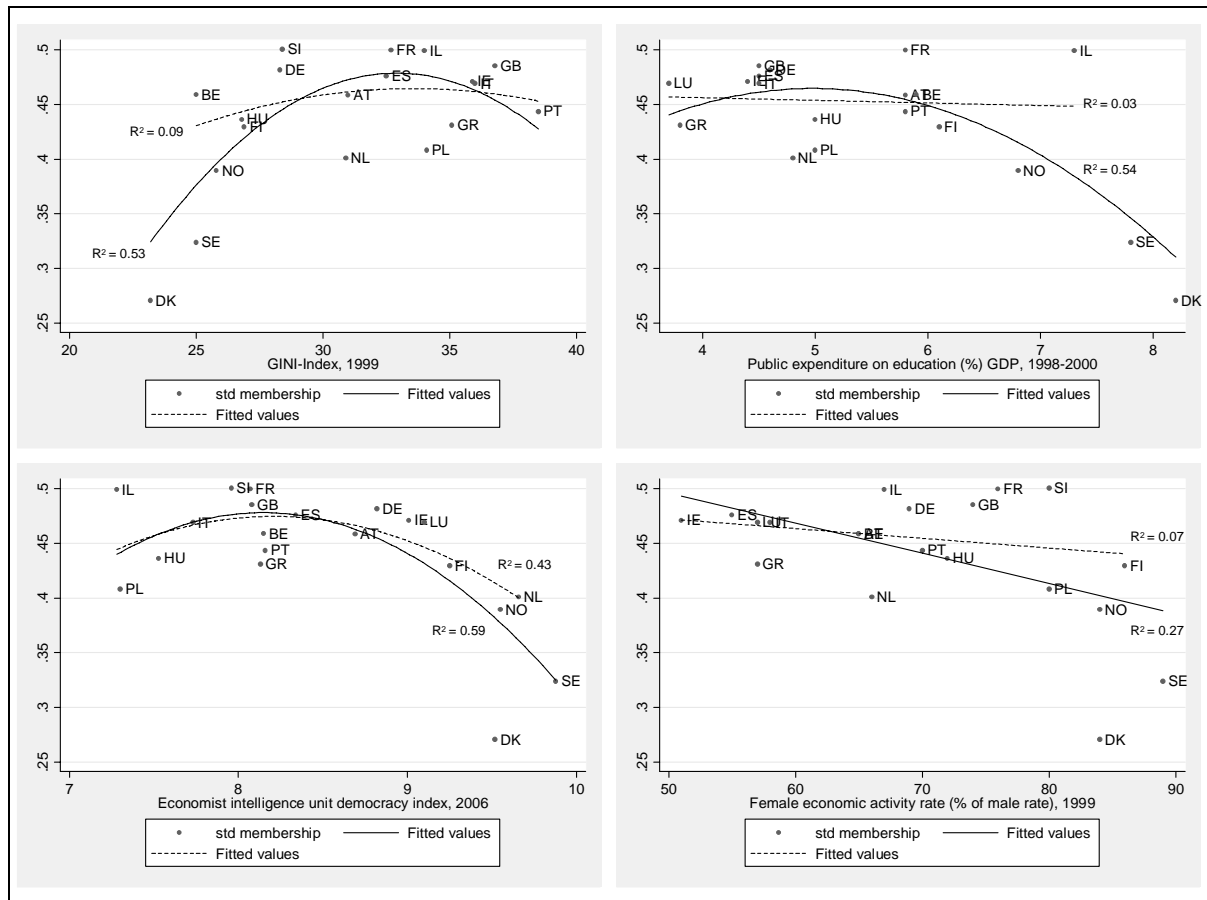 .25 .3 .35 .4 .45 .5
SI
FR
IL
DE
GB
ES
IE
IT
BE
AT
PT
HU
FI
GR
NL
PL
NO
SE
DK
R² = 0.09
R² = 0.53
20 25 30 35 40
GINI-Index, 1999
std membership Fitted values
Fitted values
.25 .3 .35 .4 .45 .5
FR
IL
GB
DE
ES
LU
IE
IT
AT
BE
PT
GR
HU
FI
NL
PL
NO
SE
DK
R² = 0.03
R² = 0.54
4 5 6 7 8
Public expenditure on education (%) GDP, 1998-2000
std membership Fitted values
Fitted values
.25 .3 .35 .4 .45 .5
IL
SI
FR
GB
DE
ES
IT
IE
LU
BE
AT
PT
HU
GR
FI
PL
NL
NO
SE
DK
R² = 0.43
R² = 0.59
7 8 9 10
Economist intelligence unit democracy index, 2006
std membership Fitted values
Fitted values
.25 .3 .35 .4 .45 .5
IL
FR
SI
GB
DE
ES
IE
IT
BE
PT
HU
GR
FI
NL
PL
NO
SE
DK
R² = 0.07
R² = 0.27
50 60 70 80 90
Female economic activity rate (% of male rate), 1999
std membership Fitted values
Fitted values